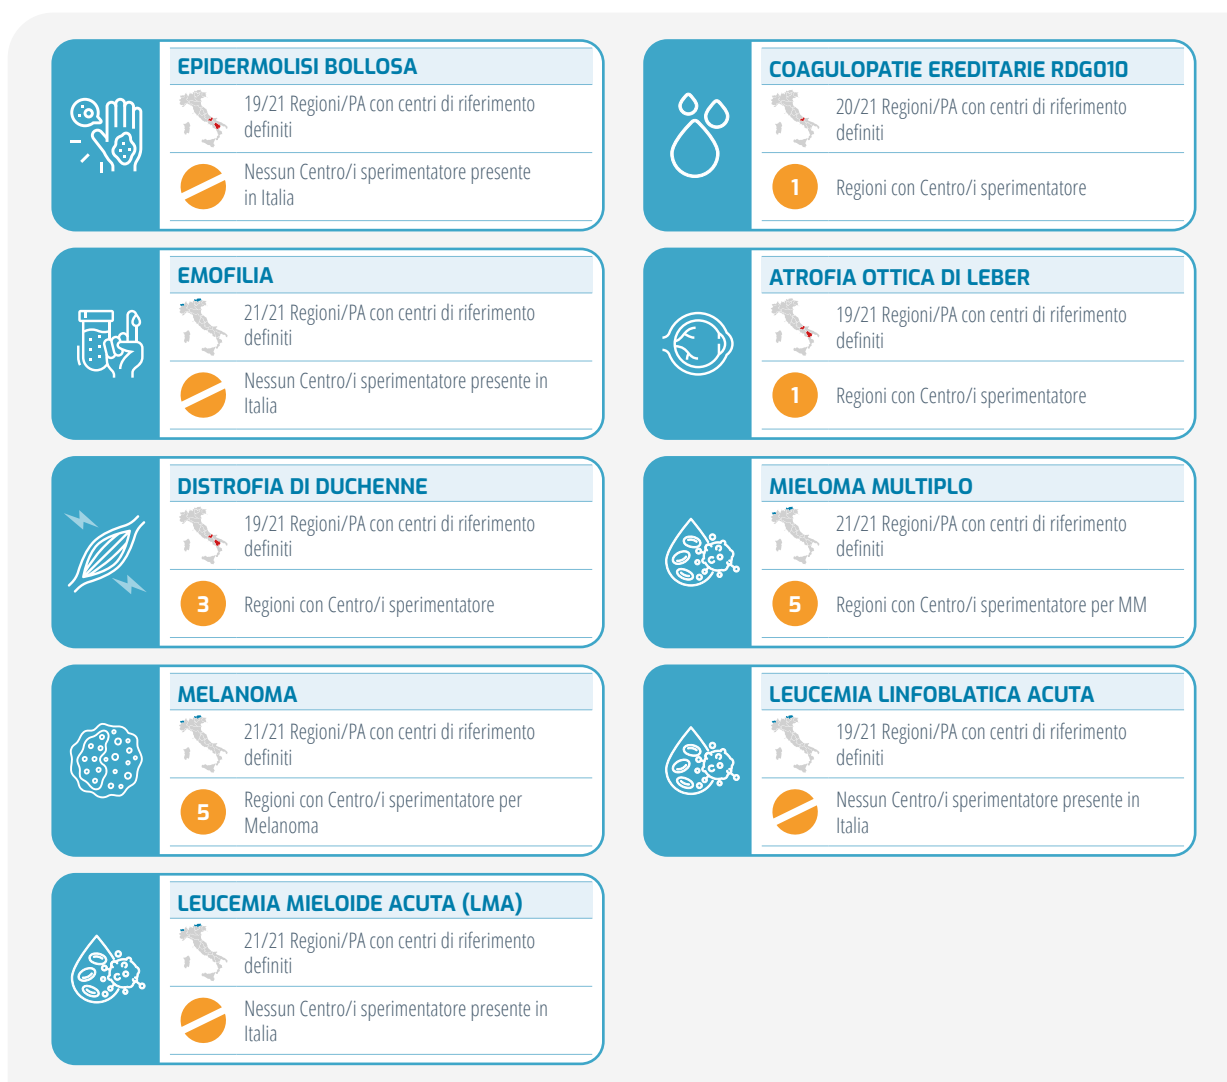 EPIDERMOLISI BOLLOSA
19/21 Regioni/PA con centri di riferimento
definiti
Nessun Centro/i sperimentatore presente
in Italia
COAGULOPATIE EREDITARIE RDG010
20/21 Regioni/PA con centri di riferimento
definiti
1
Regioni con Centro/i sperimentatore
EMOFILIA
21/21 Regioni/PA con centri di riferimento
definiti
Nessun Centro/i sperimentatore presente in
Italia
ATROFIA OTTICA DI LEBER
19/21 Regioni/PA con centri di riferimento
definiti
1
Regioni con Centro/i sperimentatore
DISTROFIA DI DUCHENNE
19/21 Regioni/PA con centri di riferimento
definiti
3
Regioni con Centro/i sperimentatore
MIELOMA MULTIPLO
21/21 Regioni/PA con centri di riferimento
definiti
5
Regioni con Centro/i sperimentatore per MM
MELANOMA
21/21 Regioni/PA con centri di riferimento
definiti
5
Regioni con Centro/i sperimentatore per
Melanoma
LEUCEMIA LINFOBLATICA ACUTA
19/21 Regioni/PA con centri di riferimento
definiti
Nessun Centro/i sperimentatore presente in
Italia
LEUCEMIA MIELOIDE ACUTA (LMA)
21/21 Regioni/PA con centri di riferimento
definiti
Nessun Centro/i sperimentatore presente in
Italia